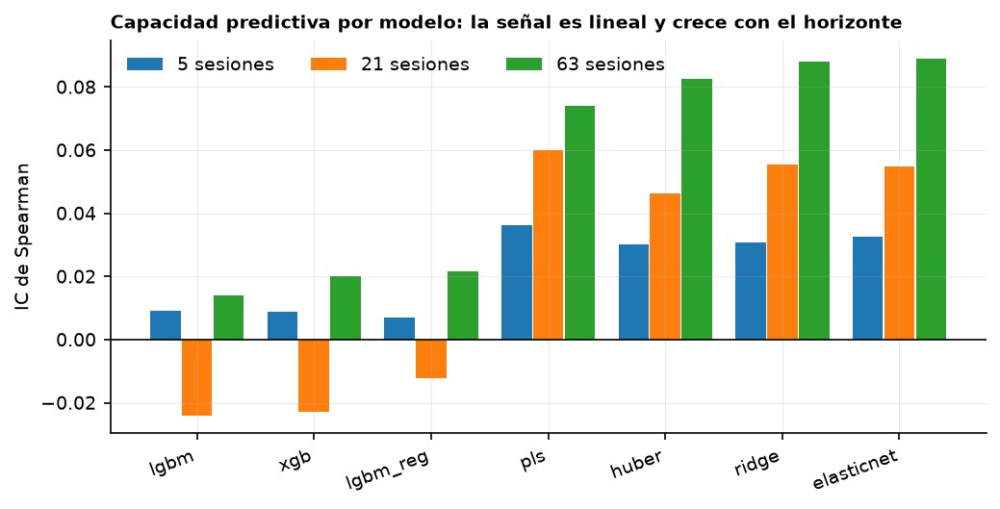 Capacidad predictiva por modelo: la señal es lineal y crece con el horizonte
5 sesiones 21 sesiones 63 sesiones
IC de Spearman
0.08
0.06
0.04
0.02
0.00
−0.02
lgbm xgb lgbm_reg pls huber ridge elasticnet